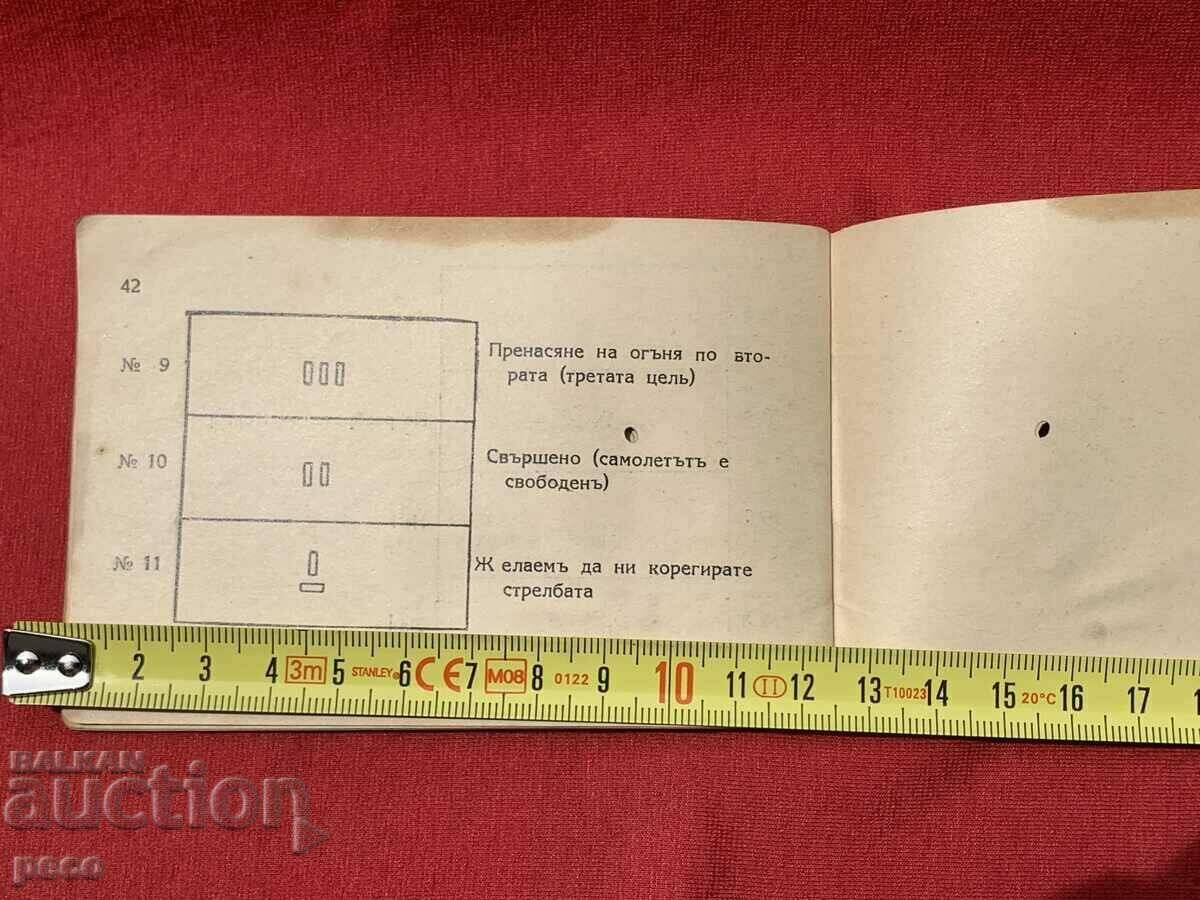 42
№ 9
Пренасяне на огъня по вто-
рата (третата цель)
№ 10
Свършено (самолетътъ е
свободенъ)
№ 11
Ж елаемъ да ни корегирате
стрелбата
2 3 4 3m 5 STANLEY® 6 CE 7 M08 8 0122 9 10 11 II 12 13 T10023 14 15 20°C 16 17
BALKAN
auction
peco